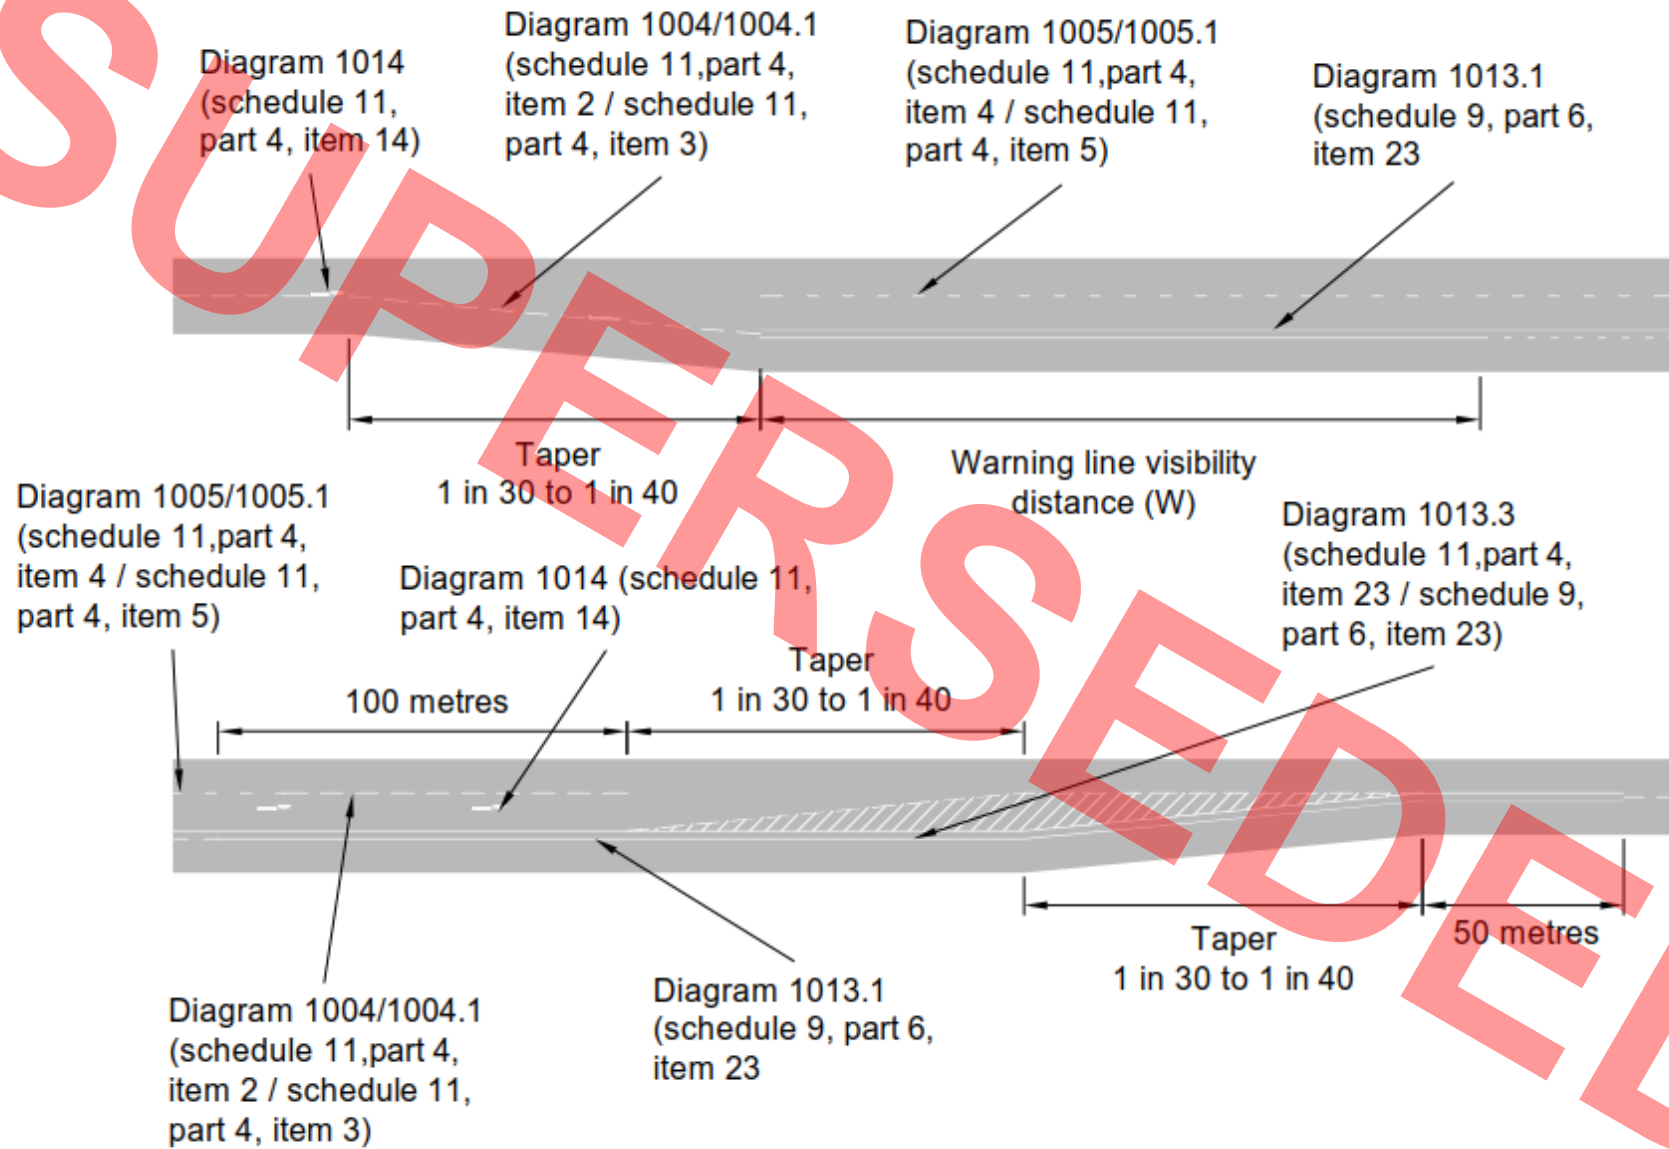 Diagram 1014
(schedule 11,
part 4, item 14)
Diagram 1004/1004.1
(schedule 11,part 4,
item 2 / schedule 11,
part 4, item 3)
Diagram 1005/1005.1
(schedule 11,part 4,
item 4 / schedule 11,
part 4, item 5)
Diagram 1013.1
(schedule 9, part 6,
item 23
Taper
1 in 30 to 1 in 40
Warning line visibility
distance (W)
Diagram 1005/1005.1
(schedule 11,part 4,
item 4 / schedule 11,
part 4, item 5)
Diagram 1014 (schedule 11,
part 4, item 14)
Diagram 1013.3
(schedule 11,part 4,
item 23 / schedule 9,
part 6, item 23)
100 metres
Taper
1 in 30 to 1 in 40
Taper
1 in 30 to 1 in 40
50 metres
Diagram 1004/1004.1
(schedule 11,part 4,
item 2 / schedule 11,
part 4, item 3)
Diagram 1013.1
(schedule 9, part 6,
item 23
SUPERSEDED